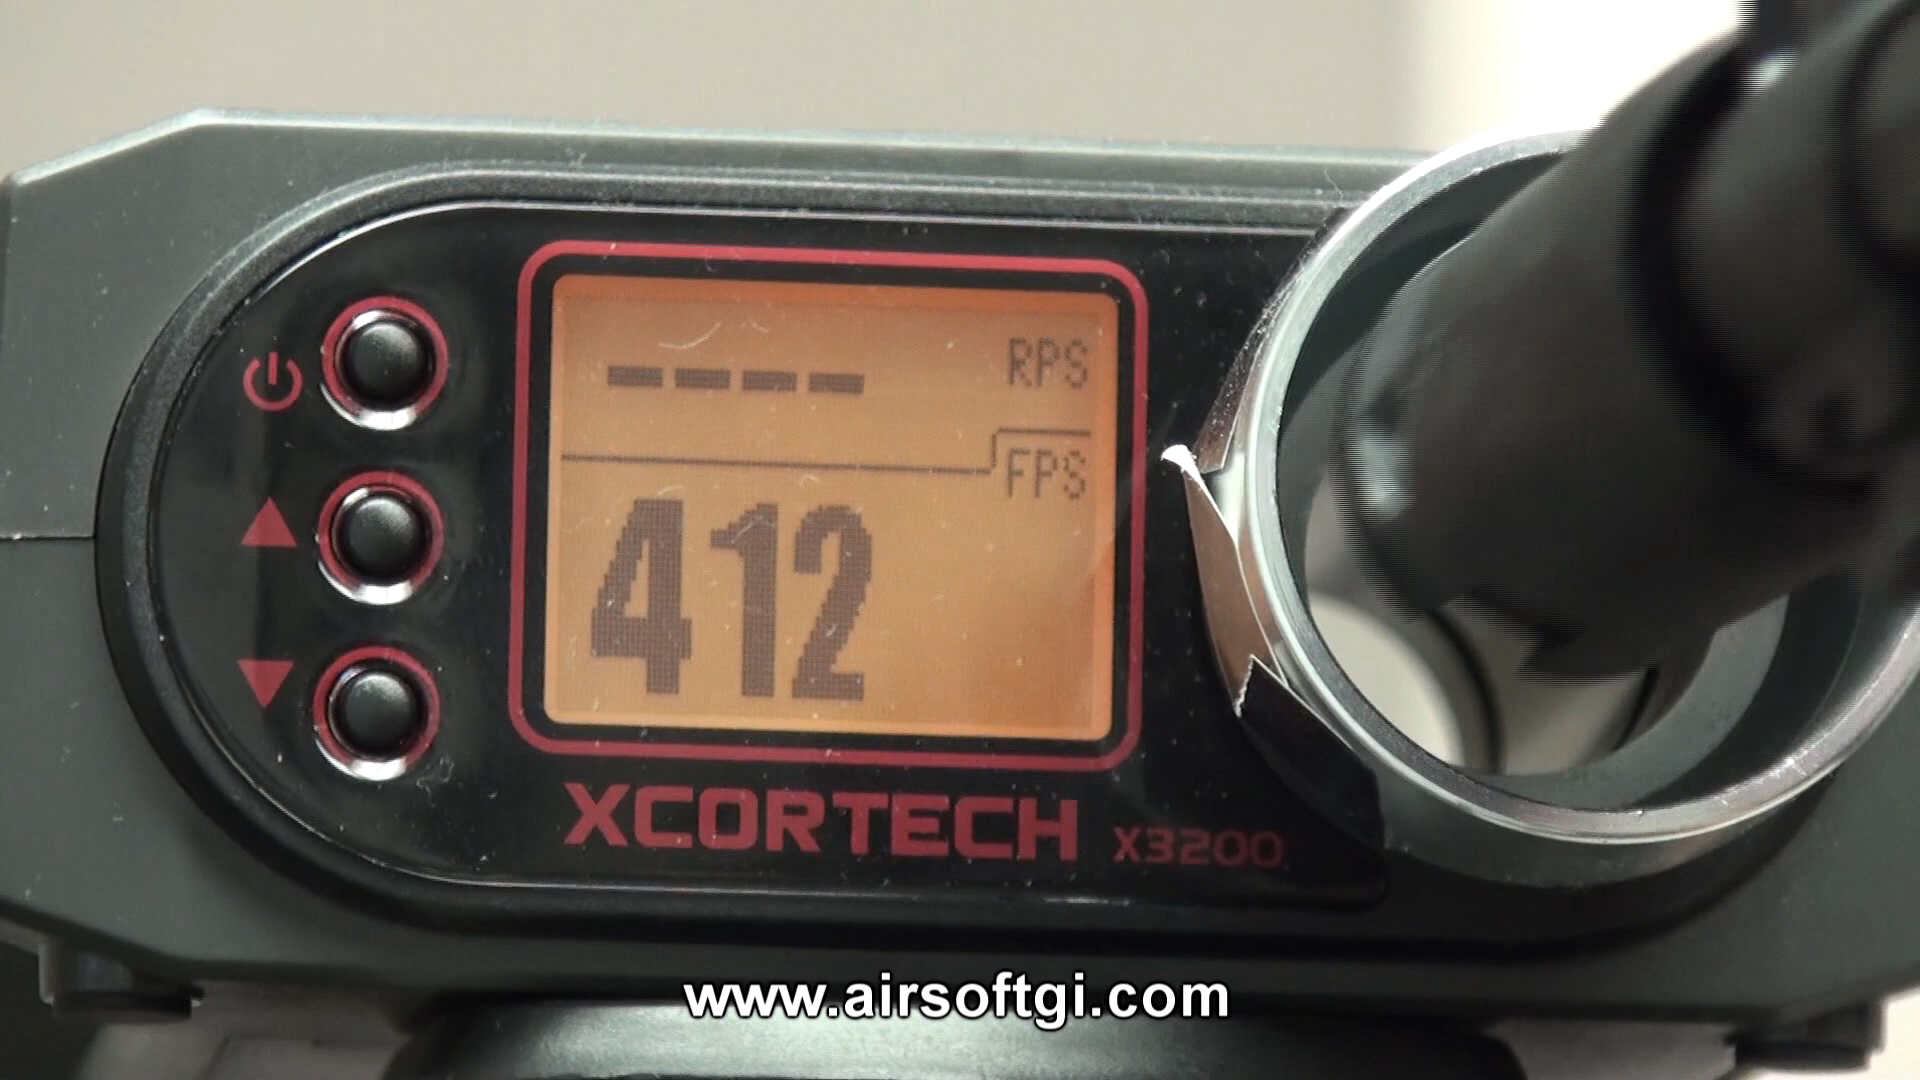 ---- RPS
FPS
412
XCORTECH X3200
www.airsoftgi.com